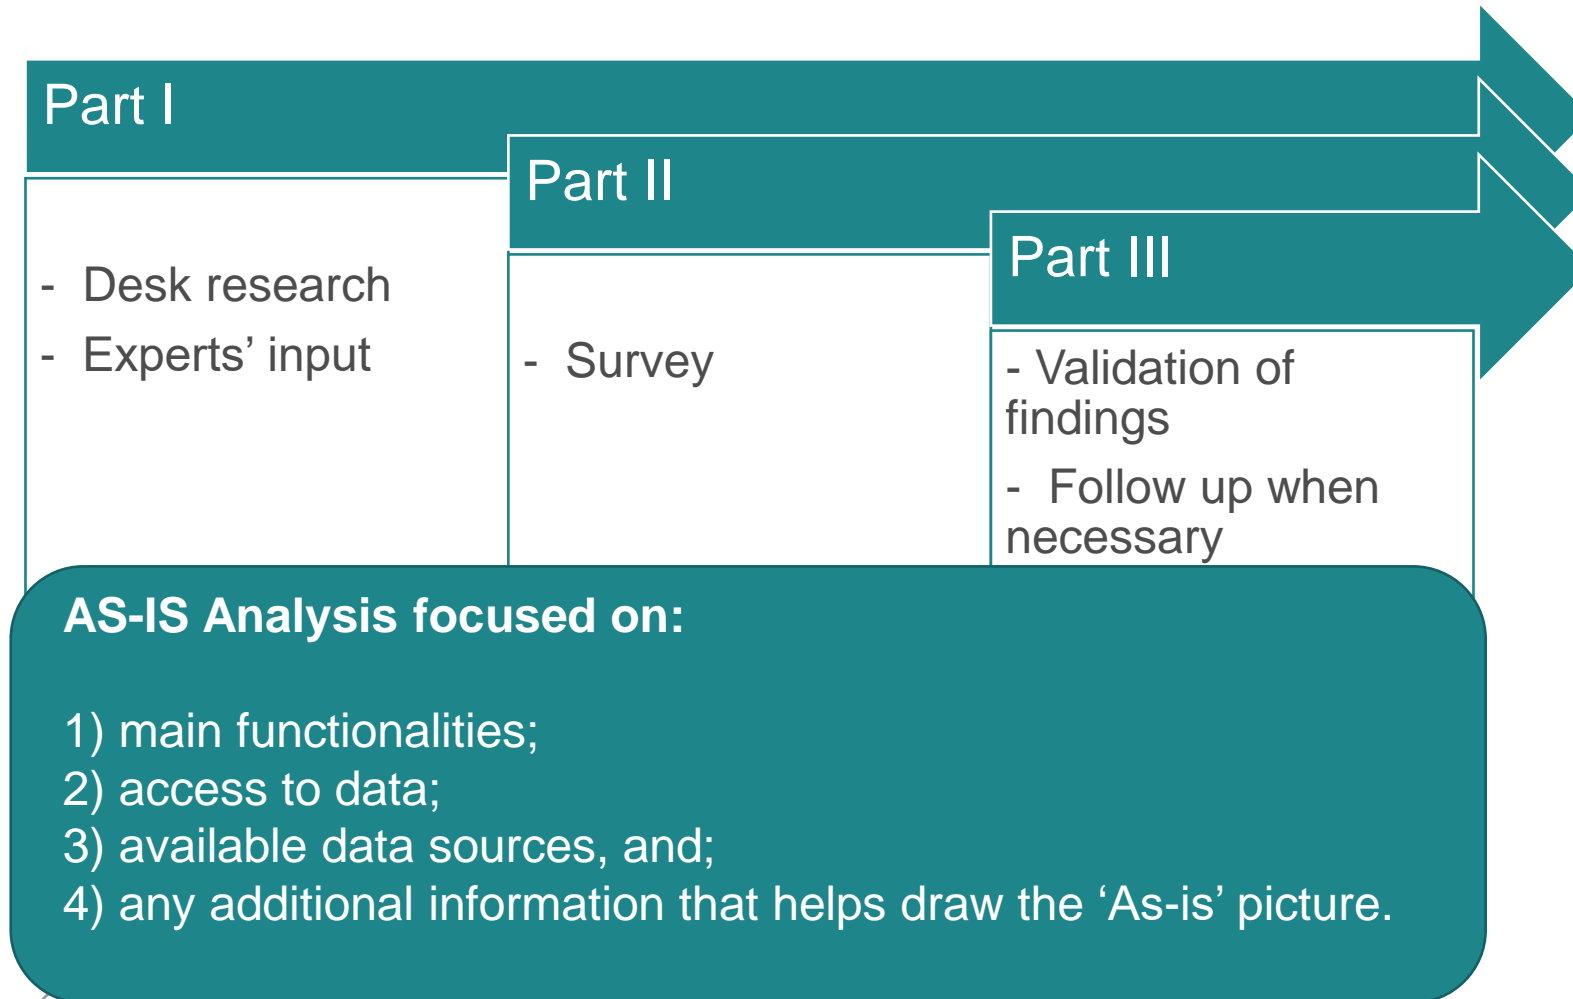 Part I
- Desk research
- Experts’ input
Part II
- Survey
Part III
- Validation of
findings
- Follow up when
necessary
AS-IS Analysis focused on:
1) main functionalities;
2) access to data;
3) available data sources, and;
4) any additional information that helps draw the ‘As-is’ picture.